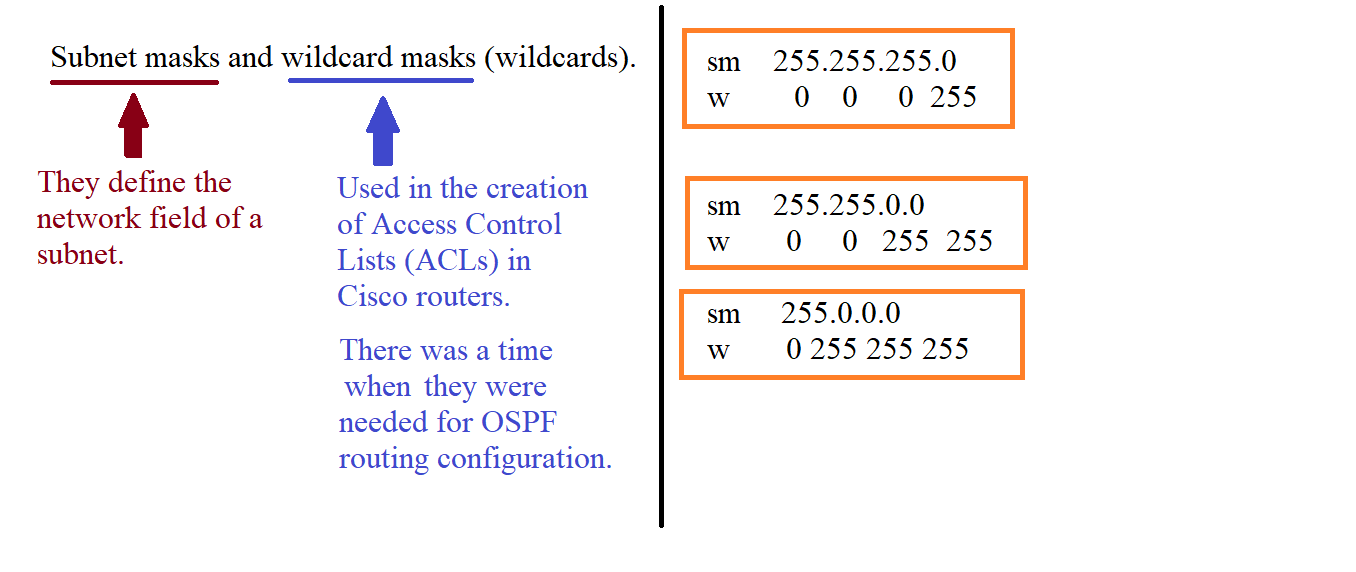 Subnet masks and wildcard masks (wildcards).
They define the
network field of a
subnet.
Used in the creation
of Access Control
Lists (ACLs) in
Cisco routers.
There was a time
when they were
needed for OSPF
routing configuration.
sm 255.255.255.0
w 0 0 0 255
sm 255.255.0.0
w 0 0 255 255
sm 255.0.0.0
w 0 255 255 255